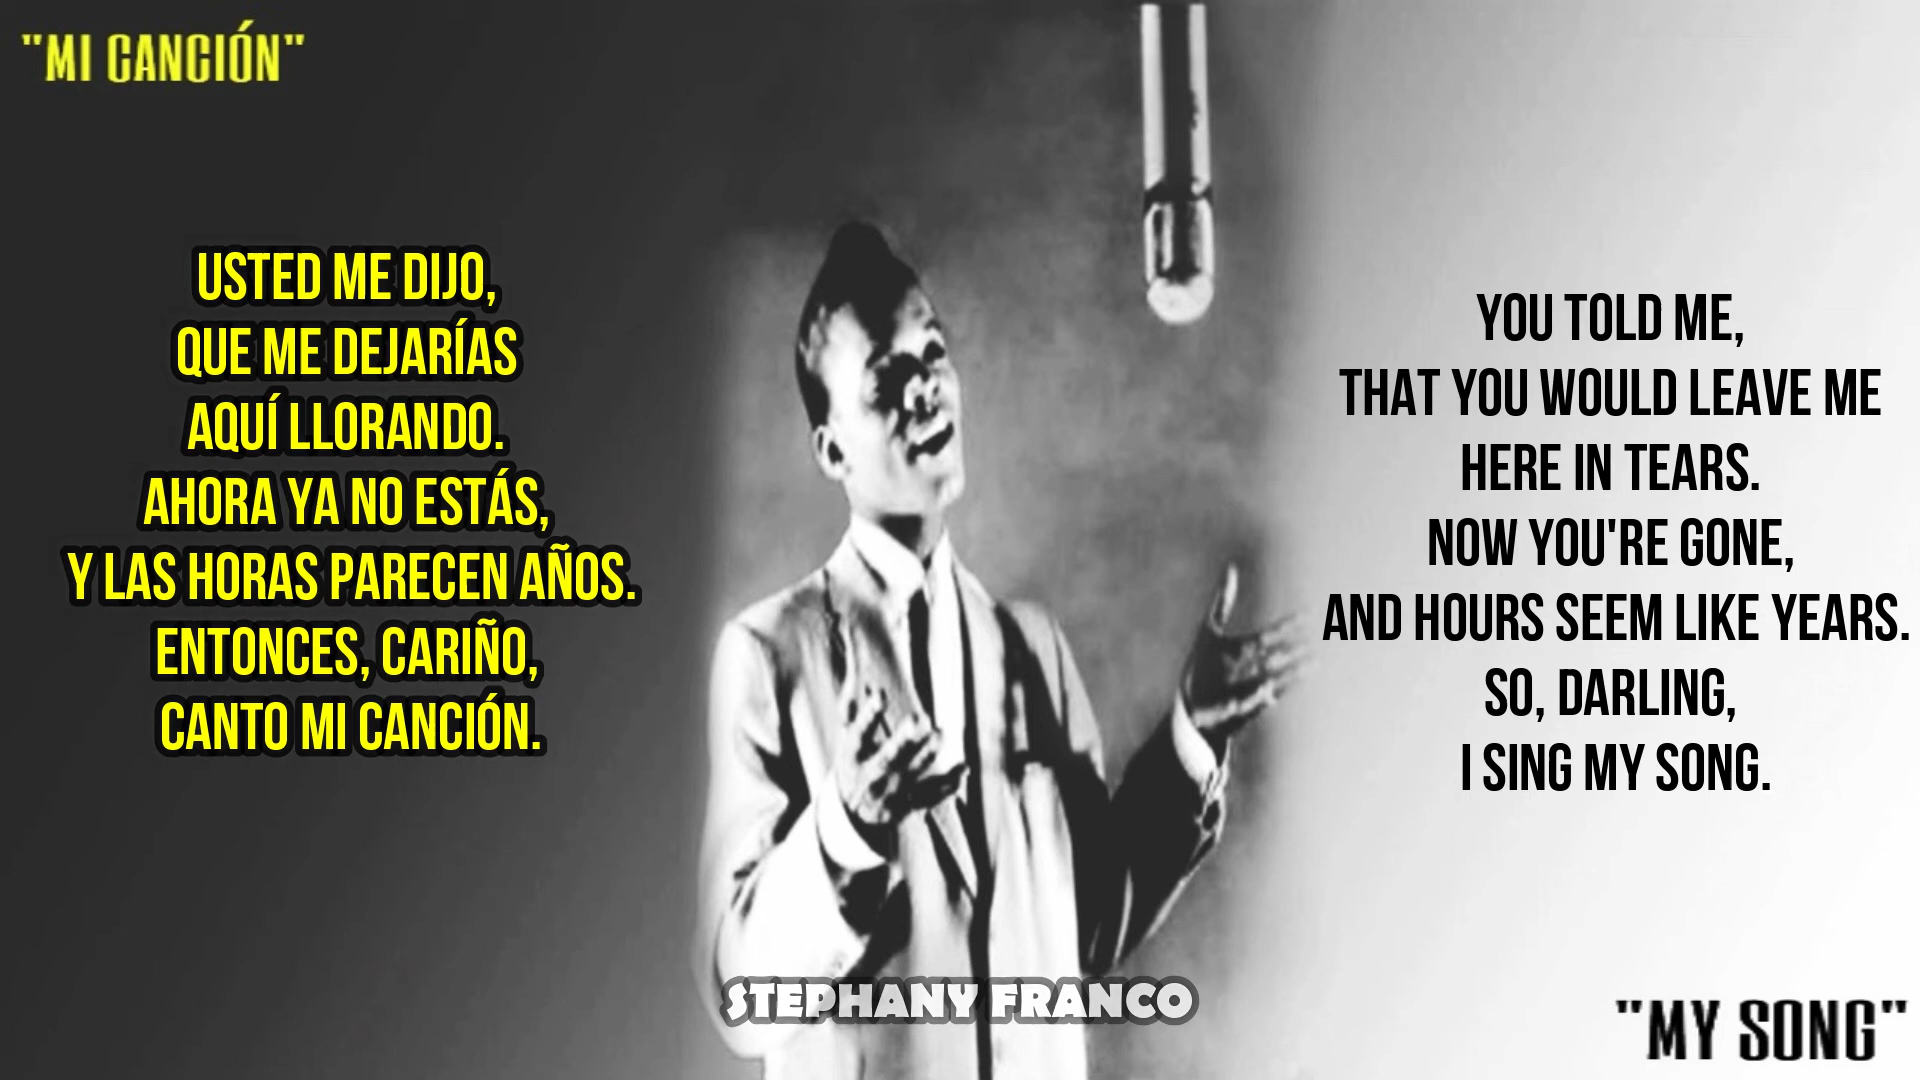 "MI CANCIÓN"
USTED ME DIJO,
QUE ME DEJARÍAS
AQUÍ LLORANDO.
AHORA YA NO ESTÁS,
Y LAS HORAS PARECEN AÑOS.
ENTONCES, CARIÑO,
CANTO MI CANCIÓN.
YOU TOLD ME,
THAT YOU WOULD LEAVE ME
HERE IN TEARS.
NOW YOU'RE GONE,
AND HOURS SEEM LIKE YEARS.
SO, DARLING,
I SING MY SONG.
STEPHANY FRANCO
"MY SONG"